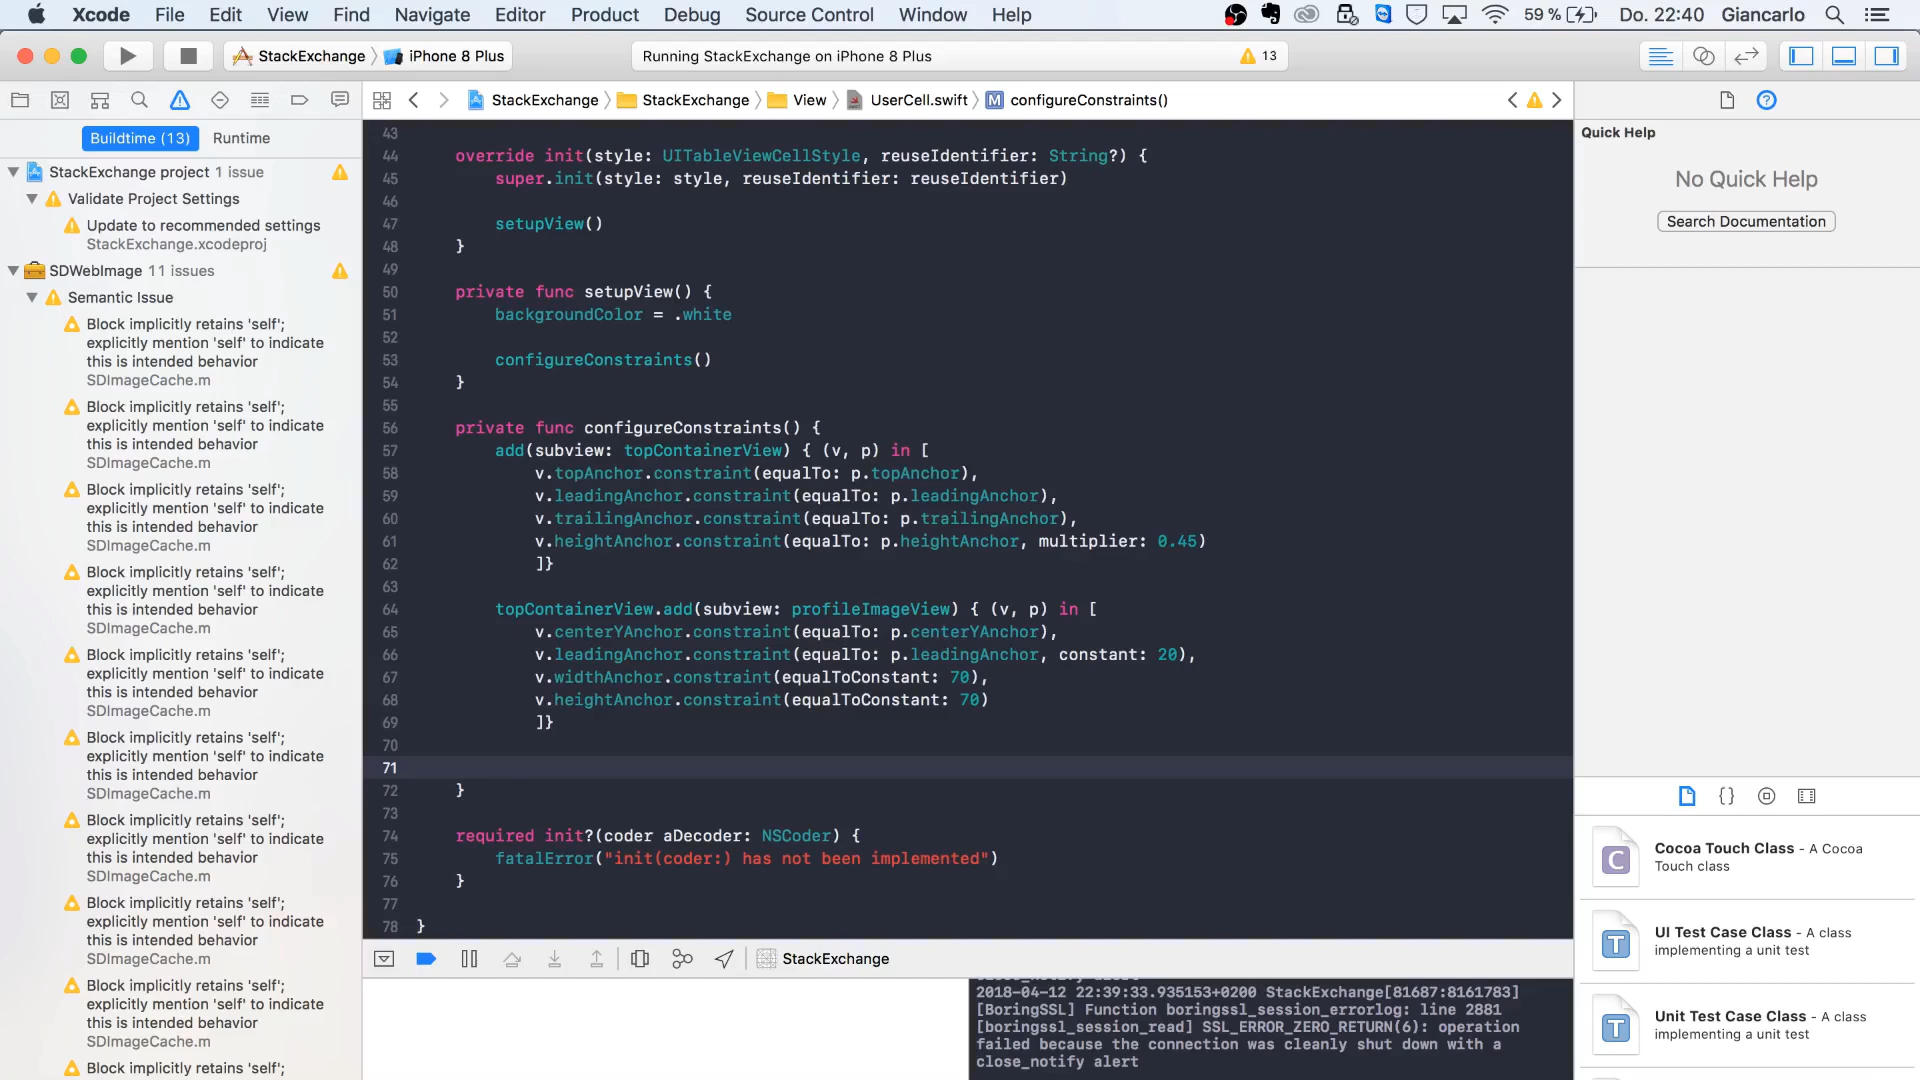 Xcode File Edit View Find Navigate Editor Product Debug Source Control Window Help 59 % Do. 22:40 Giancarlo
StackExchange iPhone 8 Plus Running StackExchange on iPhone 8 Plus 13
StackExchange StackExchange View UserCell.swift M configureConstraints()
Buildtime (13) Runtime
StackExchange project 1 issue
Validate Project Settings
Update to recommended settings
StackExchange.xcodeproj
SDWebImage 11 issues
Semantic Issue
Block implicitly retains 'self';
explicitly mention 'self' to indicate
this is intended behavior
SDImageCache.m
Block implicitly retains 'self';
explicitly mention 'self' to indicate
this is intended behavior
SDImageCache.m
Block implicitly retains 'self';
explicitly mention 'self' to indicate
this is intended behavior
SDImageCache.m
Block implicitly retains 'self';
explicitly mention 'self' to indicate
this is intended behavior
SDImageCache.m
Block implicitly retains 'self';
explicitly mention 'self' to indicate
this is intended behavior
SDImageCache.m
Block implicitly retains 'self';
explicitly mention 'self' to indicate
this is intended behavior
SDImageCache.m
Block implicitly retains 'self';
explicitly mention 'self' to indicate
this is intended behavior
SDImageCache.m
Block implicitly retains 'self';
explicitly mention 'self' to indicate
this is intended behavior
SDImageCache.m
Block implicitly retains 'self';
explicitly mention 'self' to indicate
this is intended behavior
SDImageCache.m
Block implicitly retains 'self';
43
44 override init(style: UITableViewCellStyle, reuseIdentifier: String?) {
45 super.init(style: style, reuseIdentifier: reuseIdentifier)
46
47 setupView()
48 }
49
50 private func setupView() {
51 backgroundColor = .white
52
53 configureConstraints()
54 }
55
56 private func configureConstraints() {
57 add(subview: topContainerView) { (v, p) in [
58 v.topAnchor.constraint(equalTo: p.topAnchor),
59 v.leadingAnchor.constraint(equalTo: p.leadingAnchor),
60 v.trailingAnchor.constraint(equalTo: p.trailingAnchor),
61 v.heightAnchor.constraint(equalTo: p.heightAnchor, multiplier: 0.45)
62 ]}
63
64 topContainerView.add(subview: profileImageView) { (v, p) in [
65 v.centerYAnchor.constraint(equalTo: p.centerYAnchor),
66 v.leadingAnchor.constraint(equalTo: p.leadingAnchor, constant: 20),
67 v.widthAnchor.constraint(equalToConstant: 70),
68 v.heightAnchor.constraint(equalToConstant: 70)
69 ]}
70
71
72 }
73
74 required init?(coder aDecoder: NSCoder) {
75 fatalError("init(coder:) has not been implemented")
76 }
77
78 }
StackExchange
2018-04-12 22:39:33.935153+0200 StackExchange[81687:8161783]
[BoringSSL] Function boringssl_session_errorlog: line 2881
[boringssl_session_read] SSL_ERROR_ZERO_RETURN(6): operation
failed because the connection was cleanly shut down with a
close_notify alert
Quick Help
No Quick Help
Search Documentation
{}
C
Cocoa Touch Class - A Cocoa
Touch class
T
UI Test Case Class - A class
implementing a unit test
T
Unit Test Case Class - A class
implementing a unit test